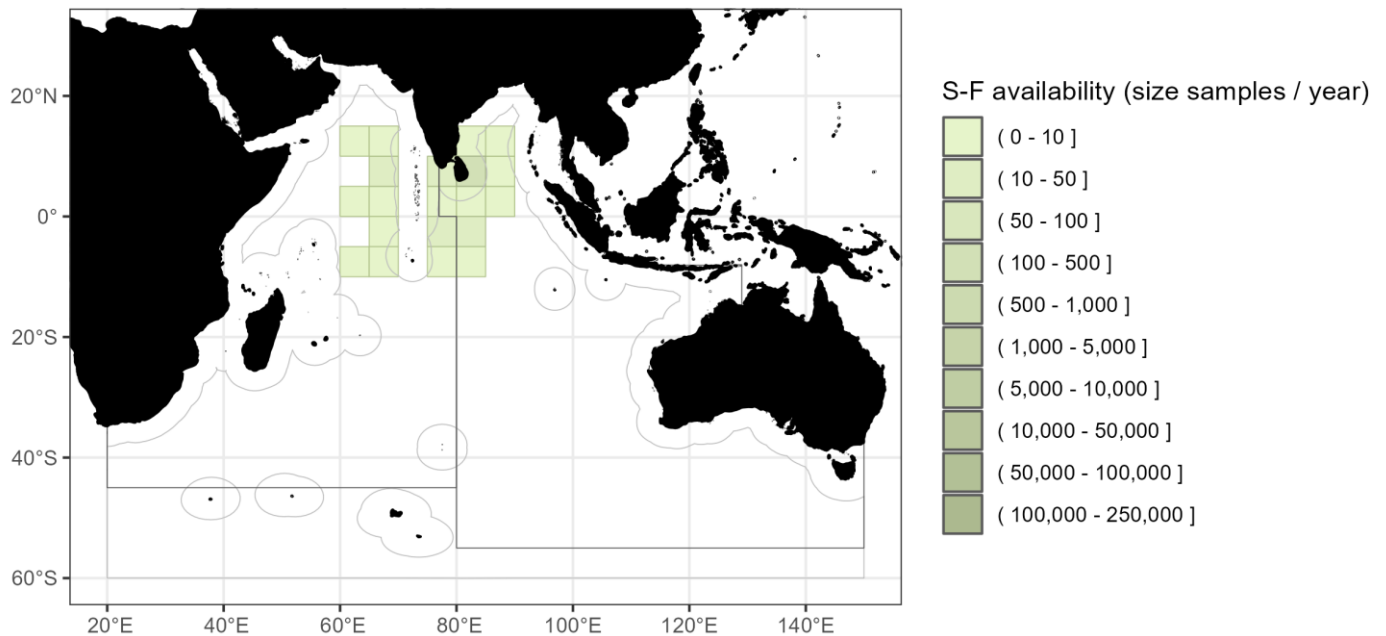 20°N
0°
20°S
40°S
60°S
20°E 40°E 60°E 80°E 100°E 120°E 140°E
S-F availability (size samples / year)
( 0 - 10 ]
( 10 - 50 ]
( 50 - 100 ]
( 100 - 500 ]
( 500 - 1,000 ]
( 1,000 - 5,000 ]
( 5,000 - 10,000 ]
( 10,000 - 50,000 ]
( 50,000 - 100,000 ]
( 100,000 - 250,000 ]